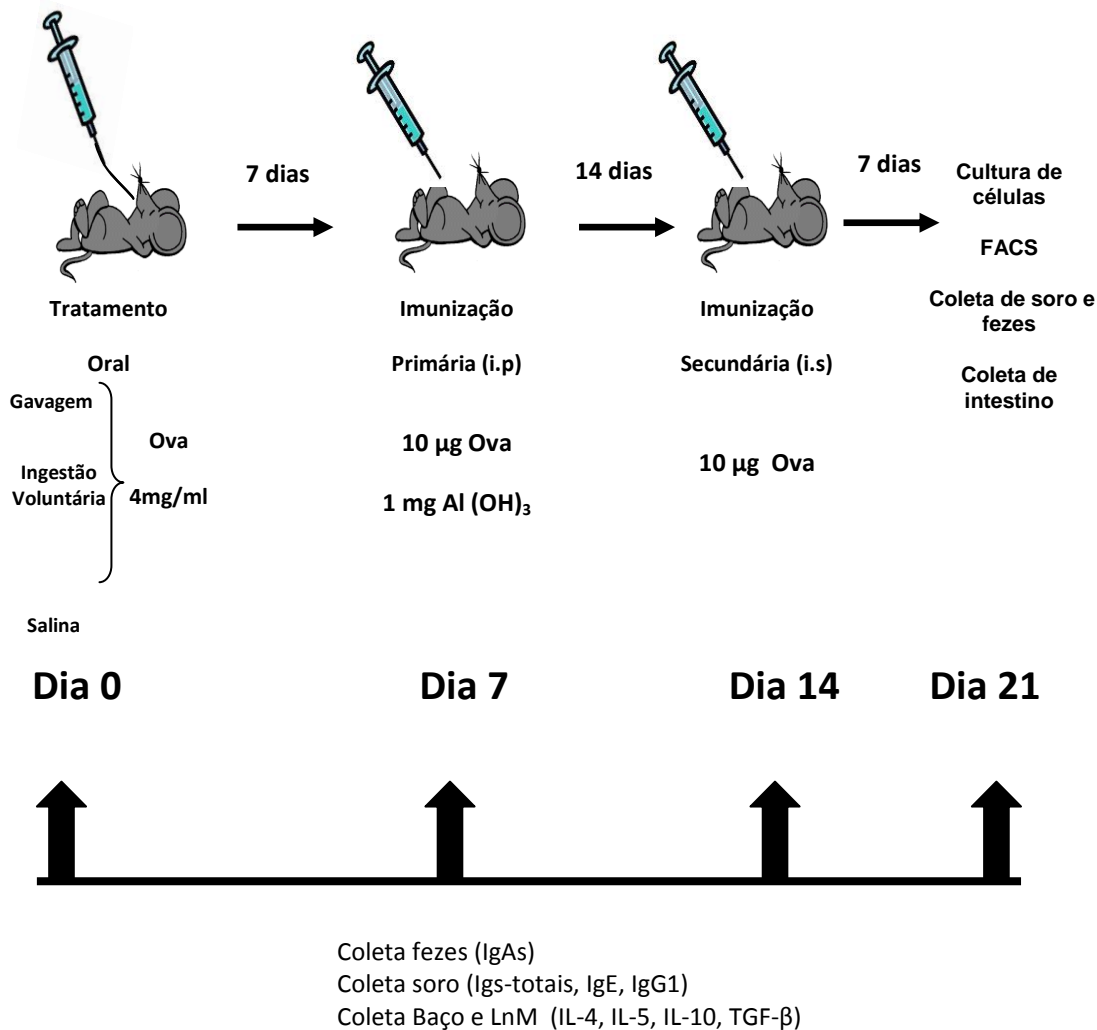 7 dias
14 dias
7 dias
Cultura de
células
FACS
Coleta de soro e
fezes
Coleta de
intestino
Tratamento
Oral
Gavagem
Ingestão
Voluntária
Ova
4mg/ml
Salina
Imunização
Primária (i.p)
10 µg Ova
1 mg Al (OH)₃
Imunização
Secundária (i.s)
10 µg Ova
Dia 0
Dia 7
Dia 14
Dia 21
Coleta fezes (IgAs)
Coleta soro (Igs-totais, IgE, IgG1)
Coleta Baço e LnM (IL-4, IL-5, IL-10, TGF-β)